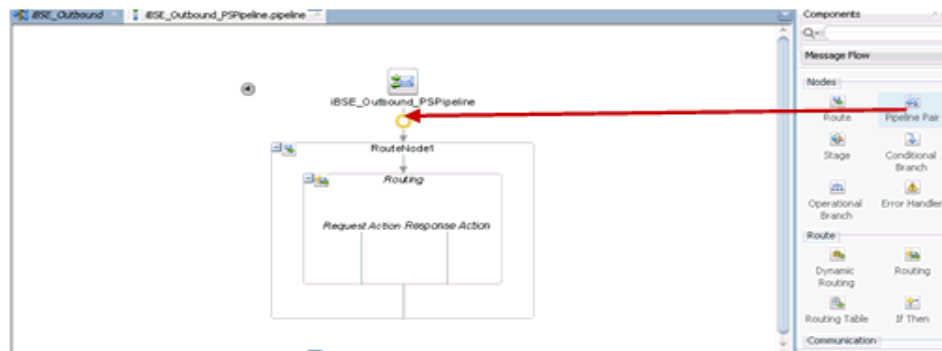 iBSE_Outbound
iBSE_Outbound_PSPipeline.pipeline
iBSE_Outbound_PSPipeline
RouteNode1
Routing
Request Action Response Action
Components
Message Flow
Nodes
Route Pipeline Pair
Stage Conditional
Branch
Operational
Branch Error Handler
Route
Dynamic
Routing Routing
Routing Table If Then
Communication